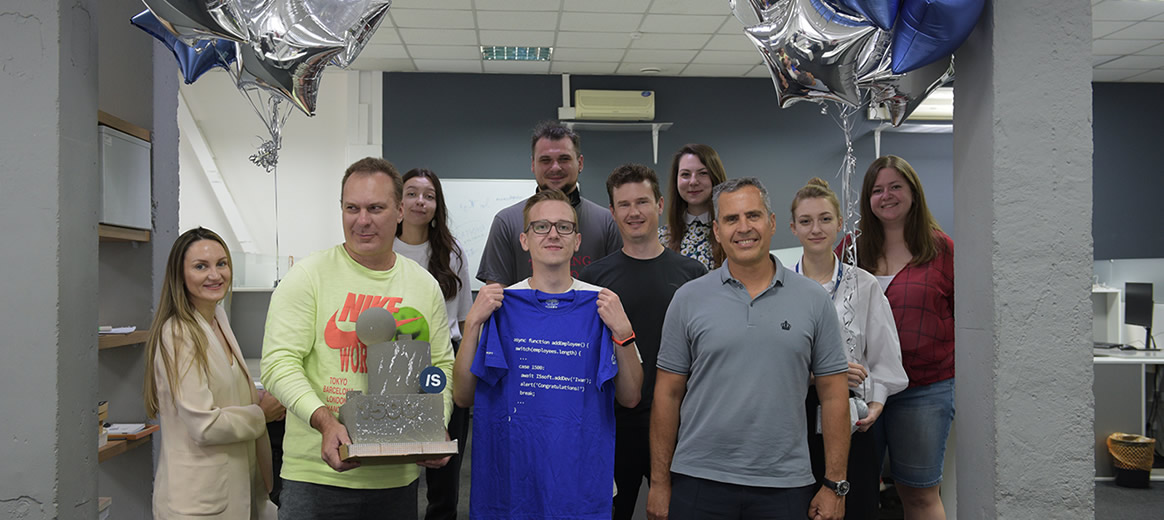 NIKE
WOR
TOKYO
BARCELONA
LONDON
IS
async function addEmployee() {
switch(employees.length) {
...
case 1500:
await ISsoft.addDev("Ivan");
alert("Congratulations!")
break;
...
}